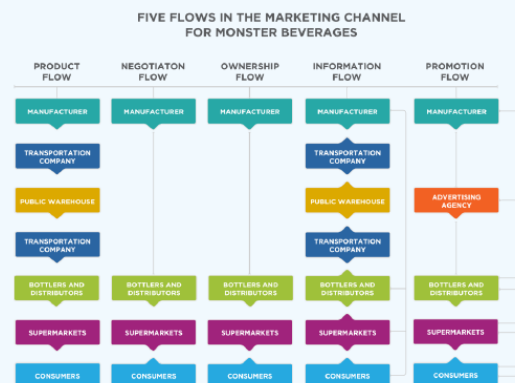 FIVE FLOWS IN THE MARKETING CHANNEL
FOR MONSTER BEVERAGES
PRODUCT
FLOW
NEGOTIATON
FLOW
OWNERSHIP
FLOW
INFORMATION
FLOW
PROMOTION
FLOW
MANUFACTURER
MANUFACTURER
MANUFACTURER
MANUFACTURER
MANUFACTURER
TRANSPORTATION
COMPANY
TRANSPORTATION
COMPANY
PUBLIC WAREHOUSE
PUBLIC WAREHOUSE
ADVERTISING
AGENCY
TRANSPORTATION
COMPANY
TRANSPORTATION
COMPANY
BOTTLERS AND
DISTRIBUTORS
BOTTLERS AND
DISTRIBUTORS
BOTTLERS AND
DISTRIBUTORS
BOTTLERS AND
DISTRIBUTORS
BOTTLERS AND
DISTRIBUTORS
SUPERMARKETS
SUPERMARKETS
SUPERMARKETS
SUPERMARKETS
SUPERMARKETS
CONSUMERS
CONSUMERS
CONSUMERS
CONSUMERS
CONSUMERS